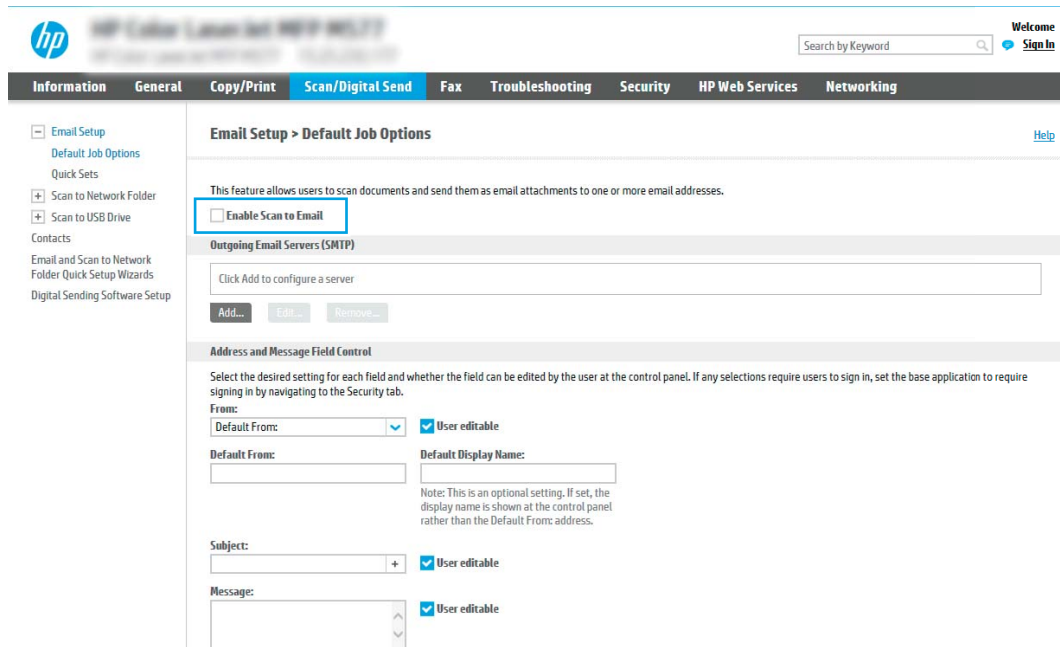 hp
Welcome
Search by Keyword
Sign In
Information General Copy/Print Scan/Digital Send Fax Troubleshooting Security HP Web Services Networking
Email Setup
Default Job Options
Quick Sets
Scan to Network Folder
Scan to USB Drive
Contacts
Email and Scan to Network
Folder Quick Setup Wizards
Digital Sending Software Setup
Email Setup > Default Job Options
Help
This feature allows users to scan documents and send them as email attachments to one or more email addresses.
Enable Scan to Email
Outgoing Email Servers (SMTP)
Click Add to configure a server
Add... Edit... Remove...
Address and Message Field Control
Select the desired setting for each field and whether the field can be edited by the user at the control panel. If any selections require users to sign in, set the base application to require
signing in by navigating to the Security tab.
From:
Default From:
User editable
Default From:
Default Display Name:
Note: This is an optional setting. If set, the
display name is shown at the control panel
rather than the Default From: address.
Subject:
User editable
Message:
User editable